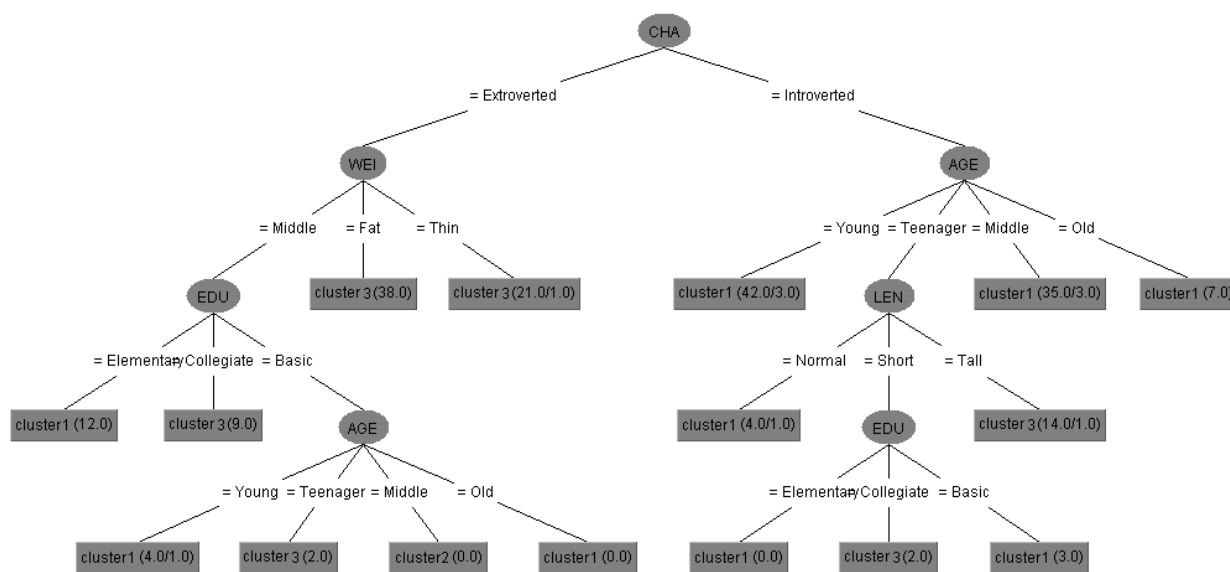 CHA
= Extroverted = Introverted
WEI AGE
= Middle = Fat = Thin = Young = Teenager = Middle = Old
EDU cluster3 (38.0) cluster3 (21.0/1.0) cluster1 (42.0/3.0) LEN cluster1 (35.0/3.0) cluster1 (7.0)
= Elementary = Collegiate = Basic = Normal = Short = Tall
cluster1 (12.0) cluster3 (9.0) AGE cluster1 (4.0/1.0) EDU cluster3 (14.0/1.0)
= Young = Teenager = Middle = Old = Elementary = Collegiate = Basic
cluster1 (4.0/1.0) cluster3 (2.0) cluster2 (0.0) cluster1 (0.0) cluster1 (0.0) cluster3 (2.0) cluster1 (3.0)